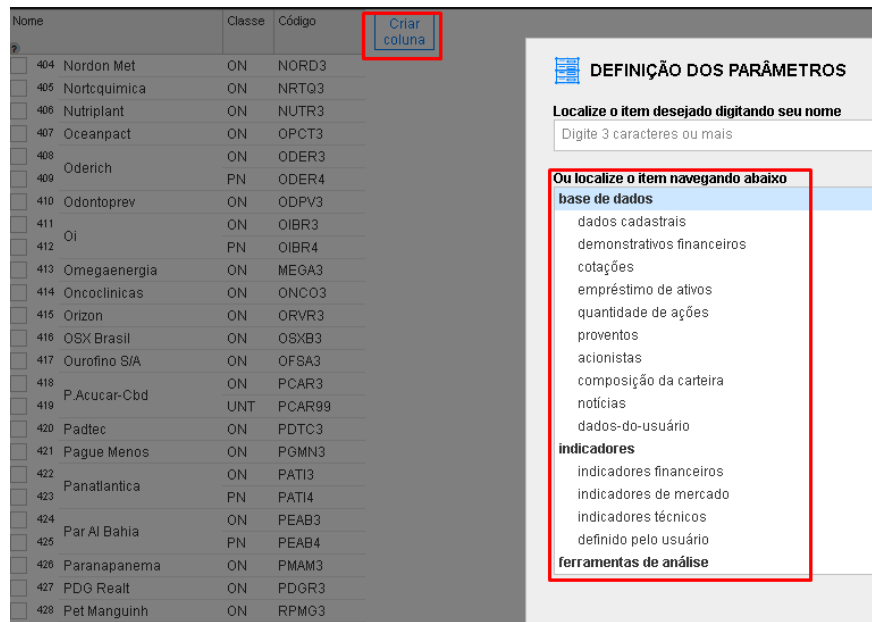 Nome Classe Código Criar coluna
?
404 Nordon Met ON NORD3
405 Nortcquimica ON NRTQ3
406 Nutriplant ON NUTR3
407 Oceanpact ON OPCT3
408 Oderich ON ODER3
409 PN ODER4
410 Odontoprev ON ODPV3
411 Oi ON OIBR3
412 PN OIBR4
413 Omegaenergia ON MEGA3
414 Oncoclinicas ON ONCO3
415 Orizon ON ORVR3
416 OSX Brasil ON OSXB3
417 Ourofino S/A ON OFSA3
418 P.Acucar-Cbd ON PCAR3
419 UNT PCAR99
420 Padtec ON PDTC3
421 Pague Menos ON PGMN3
422 Panatlantica ON PATI3
423 PN PATI4
424 Par Al Bahia ON PEAB3
425 PN PEAB4
426 Paranapanema ON PMAM3
427 PDG Realt ON PDGR3
428 Pet Manguinh ON RPMG3
DEFINIÇÃO DOS PARÂMETROS
Localize o item desejado digitando seu nome
Digite 3 caracteres ou mais
Ou localize o item navegando abaixo
base de dados
dados cadastrais
demonstrativos financeiros
cotações
empréstimo de ativos
quantidade de ações
proventos
acionistas
composição da carteira
notícias
dados-do-usuário
indicadores
indicadores financeiros
indicadores de mercado
indicadores técnicos
definido pelo usuário
ferramentas de análise